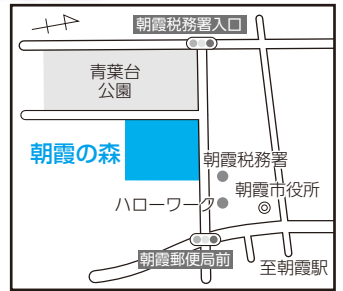 朝霞税務署入口
青葉台
公園
朝霞の森
朝霞税務署
朝霞市役所
ハローワーク
朝霞郵便局前
至朝霞駅